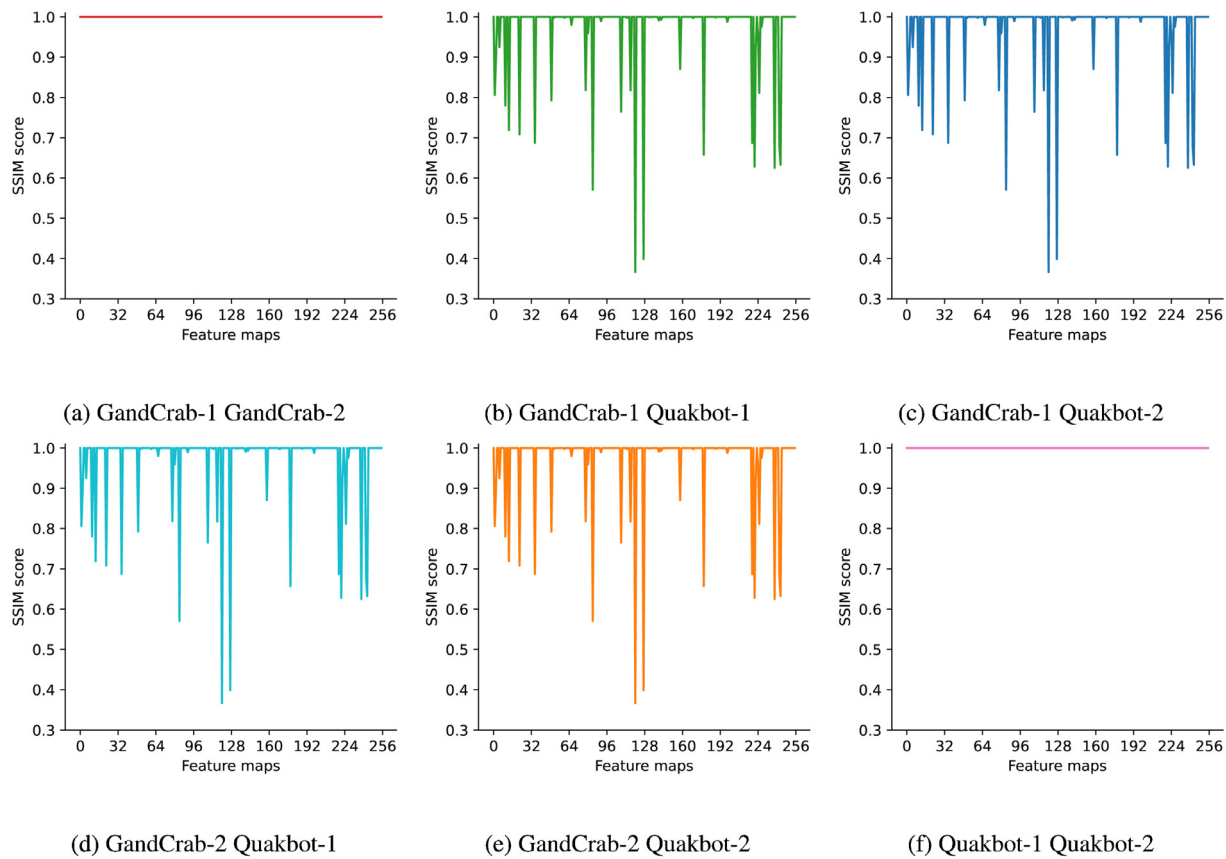 1.0
0.9
0.8
0.7
0.6
0.5
0.4
0.3
SSIM score
0 32 64 96 128 160 192 224 256
Feature maps
(a) GandCrab-1 GandCrab-2
1.0
0.9
0.8
0.7
0.6
0.5
0.4
0.3
SSIM score
0 32 64 96 128 160 192 224 256
Feature maps
(b) GandCrab-1 Quakbot-1
1.0
0.9
0.8
0.7
0.6
0.5
0.4
0.3
SSIM score
0 32 64 96 128 160 192 224 256
Feature maps
(c) GandCrab-1 Quakbot-2
1.0
0.9
0.8
0.7
0.6
0.5
0.4
0.3
SSIM score
0 32 64 96 128 160 192 224 256
Feature maps
(d) GandCrab-2 Quakbot-1
1.0
0.9
0.8
0.7
0.6
0.5
0.4
0.3
SSIM score
0 32 64 96 128 160 192 224 256
Feature maps
(e) GandCrab-2 Quakbot-2
1.0
0.9
0.8
0.7
0.6
0.5
0.4
0.3
SSIM score
0 32 64 96 128 160 192 224 256
Feature maps
(f) Quakbot-1 Quakbot-2